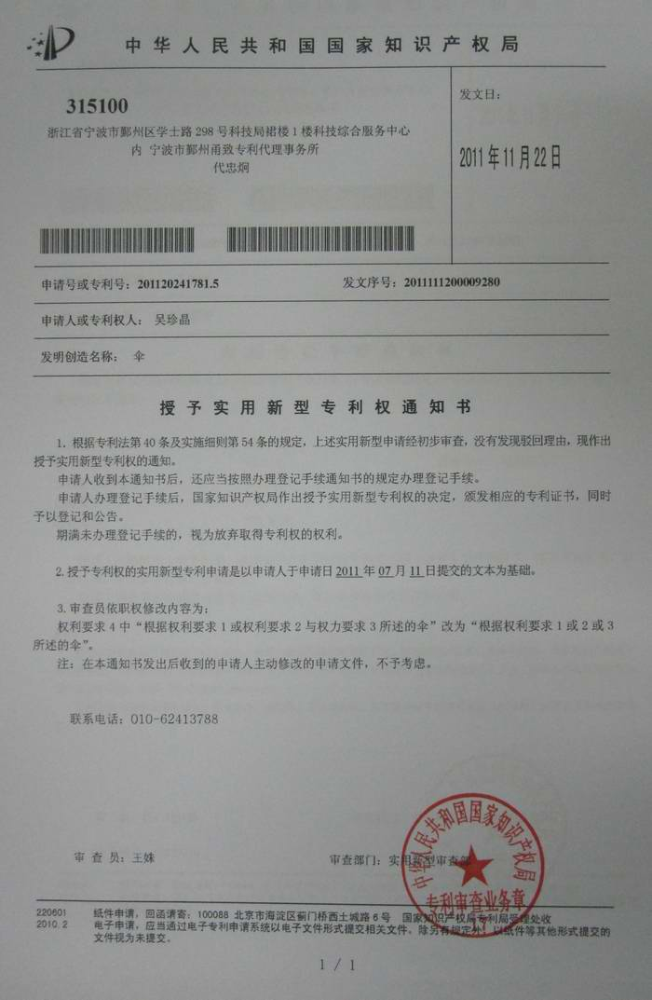 中华人民共和国国家知识产权局
315100
浙江省宁波市鄞州区学士路 298 号科技局裙楼 1 楼科技综合服务中心
内 宁波市鄞州甬致专利代理事务所
代忠炯
发文日：
2011 年 11 月 22 日
申请号或专利号：201120241781.5
发文序号：2011111200009280
申请人或专利权人： 吴珍晶
发明创造名称： 伞
授予实用新型专利权通知书
1. 根据专利法第 40 条及实施细则第 54 条的规定，上述实用新型申请经初步审查，没有发现驳回理由，现作出
授予实用新型专利权的通知。
申请人收到本通知书后，还应当按照办理登记手续通知书的规定办理登记手续。
申请人办理登记手续后，国家知识产权局作出授予实用新型专利权的决定，颁发相应的专利证书，同时
予以登记和公告。
期满未办理登记手续的，视为放弃取得专利权的权利。
2. 授予专利权的实用新型专利申请是以申请人于申请日 2011 年 07 月 11 日提交的文本为基础。
3. 审查员依职权修改内容为：
权利要求 4 中“根据权利要求 1 或权利要求 2 与权力要求 3 所述的伞”改为“根据权利要求 1 或 2 或 3
所述的伞”。
注：在本通知书发出后收到的申请人主动修改的申请文件，不予考虑。
联系电话：010-62413788
审 查 员：王姝
审查部门：实用新型审查部
中华人民共和国国家知识产权局
专利审查业务章
220601
2010.2
纸件申请，回函请寄：100088 北京市海淀区蓟门桥西土城路 6 号 国家知识产权局专利局受理处收
电子申请，应当通过电子专利申请系统以电子文件形式提交相关文件。除另有规定外，以纸件等其他形式提交的
文件视为未提交。
1 / 1